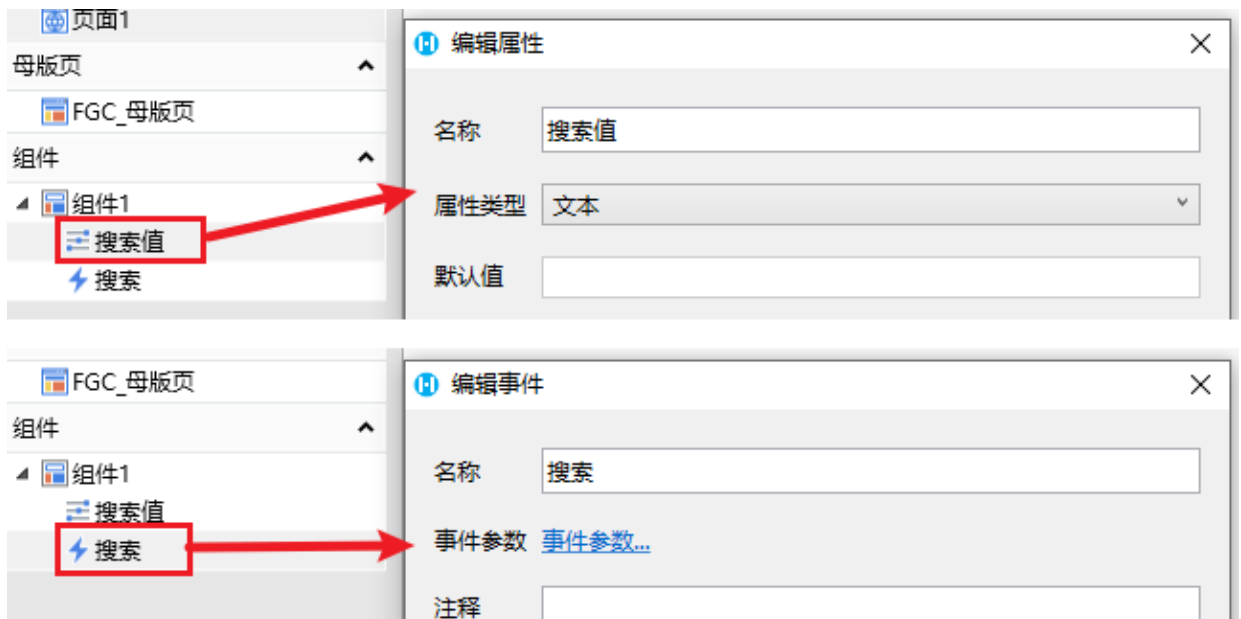 页面1
编辑属性
母版页
FGC_母版页
名称 搜索值
组件
组件1
属性类型 文本
搜索值
搜索
默认值
FGC_母版页
编辑事件
组件
组件1
名称 搜索
搜索值
搜索
事件参数 事件参数...
注释